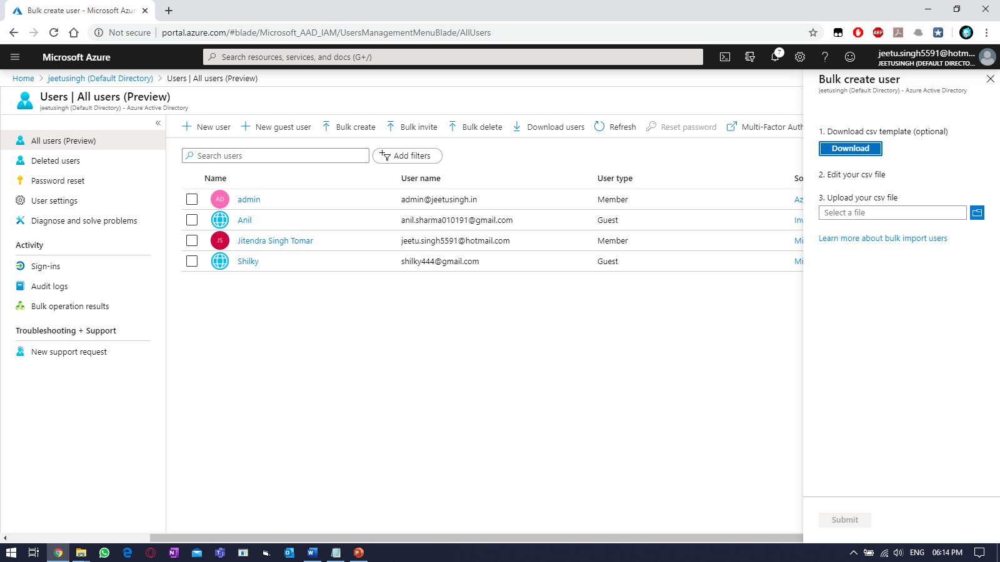 Bulk create user - Microsoft Azur
Not secure
portal.azure.com/#blade/Microsoft_AAD_IAM/UsersManagementMenuBlade/AllUsers
ABP
Microsoft Azure
Search resources, services, and docs (G+/)
7
jeetu.singh5591@hotm...
JEETUSINGH (DEFAULT DIRECTO...
Home > jeetusingh (Default Directory) > Users | All users (Preview)
Users | All users (Preview)
jeetusingh (Default Directory) - Azure Active Directory
«
All users (Preview)
Deleted users
Password reset
User settings
Diagnose and solve problems
Activity
Sign-ins
Audit logs
Bulk operation results
Troubleshooting + Support
New support request
New user
New guest user
Bulk create
Bulk invite
Bulk delete
Download users
Refresh
Reset password
Multi-Factor Auth
Search users
Add filters
Name User name User type So
AD admin admin@jeetusingh.in Member Az
Anil anil.sharma010191@gmail.com Guest Inv
JS Jitendra Singh Tomar jeetu.singh5591@hotmail.com Member Mi
Shilky shilky444@gmail.com Guest Mi
Bulk create user
jeetusingh (Default Directory) - Azure Active Directory
1. Download csv template (optional)
Download
2. Edit your csv file
3. Upload your csv file
Select a file
Learn more about bulk import users
Submit
ENG
06:14 PM